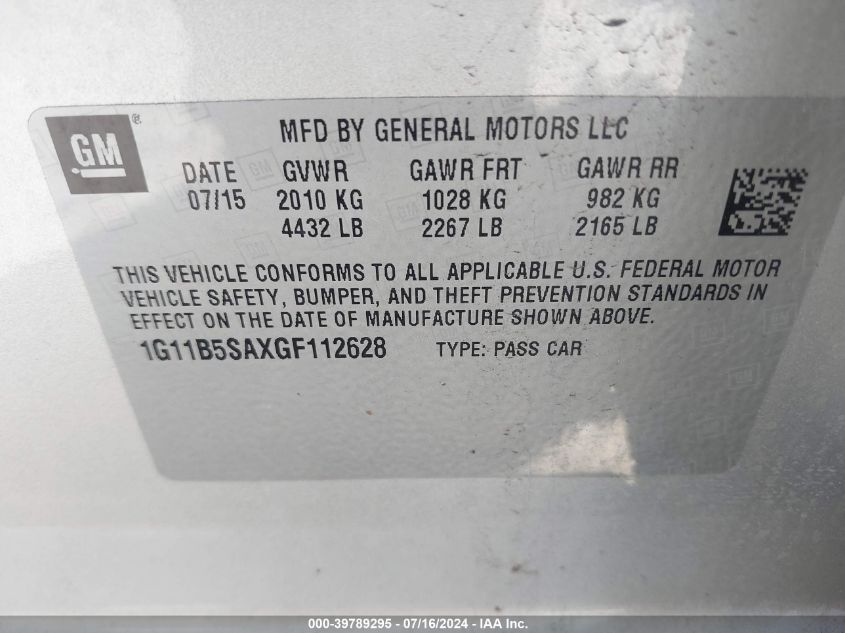 GM ®
MFD BY GENERAL MOTORS LLC
DATE GVWR GAWR FRT GAWR RR
07/15 2010 KG 1028 KG 982 KG
4432 LB 2267 LB 2165 LB
THIS VEHICLE CONFORMS TO ALL APPLICABLE U.S. FEDERAL MOTOR
VEHICLE SAFETY, BUMPER, AND THEFT PREVENTION STANDARDS IN
EFFECT ON THE DATE OF MANUFACTURE SHOWN ABOVE.
1G11B5SAXGF112628 TYPE: PASS CAR
000-39789295 - 07/16/2024 - IAA Inc.